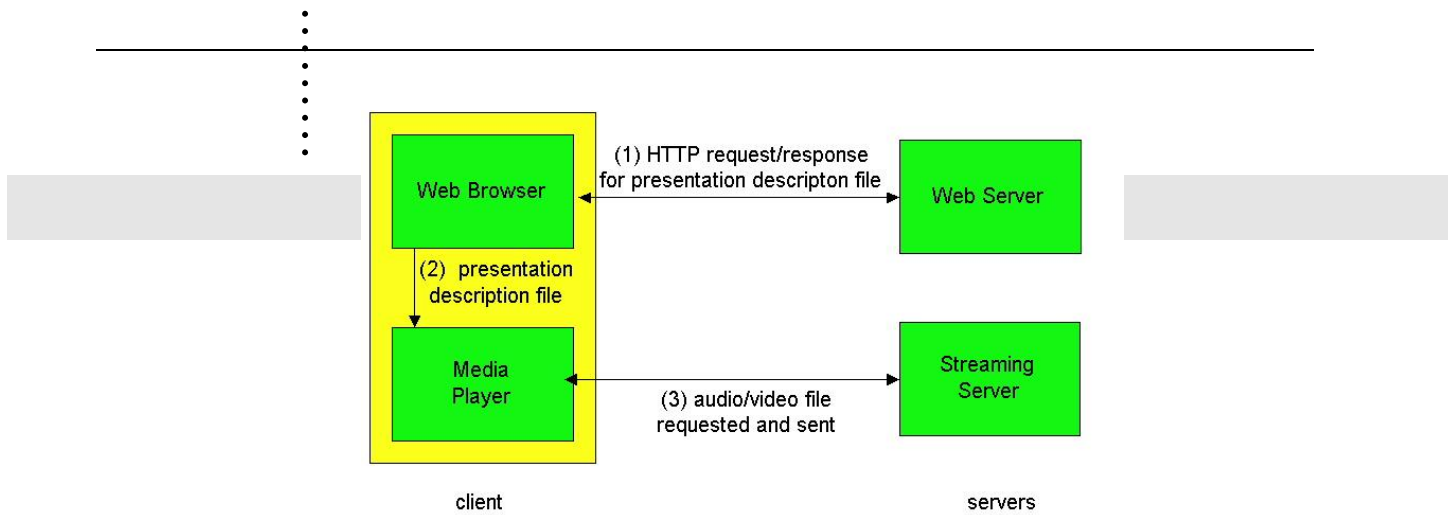 (1) HTTP request/response
for presentation descripton file
Web Browser
Web Server
(2) presentation
description file
Media
Player
Streaming
Server
(3) audio/video file
requested and sent
client
servers